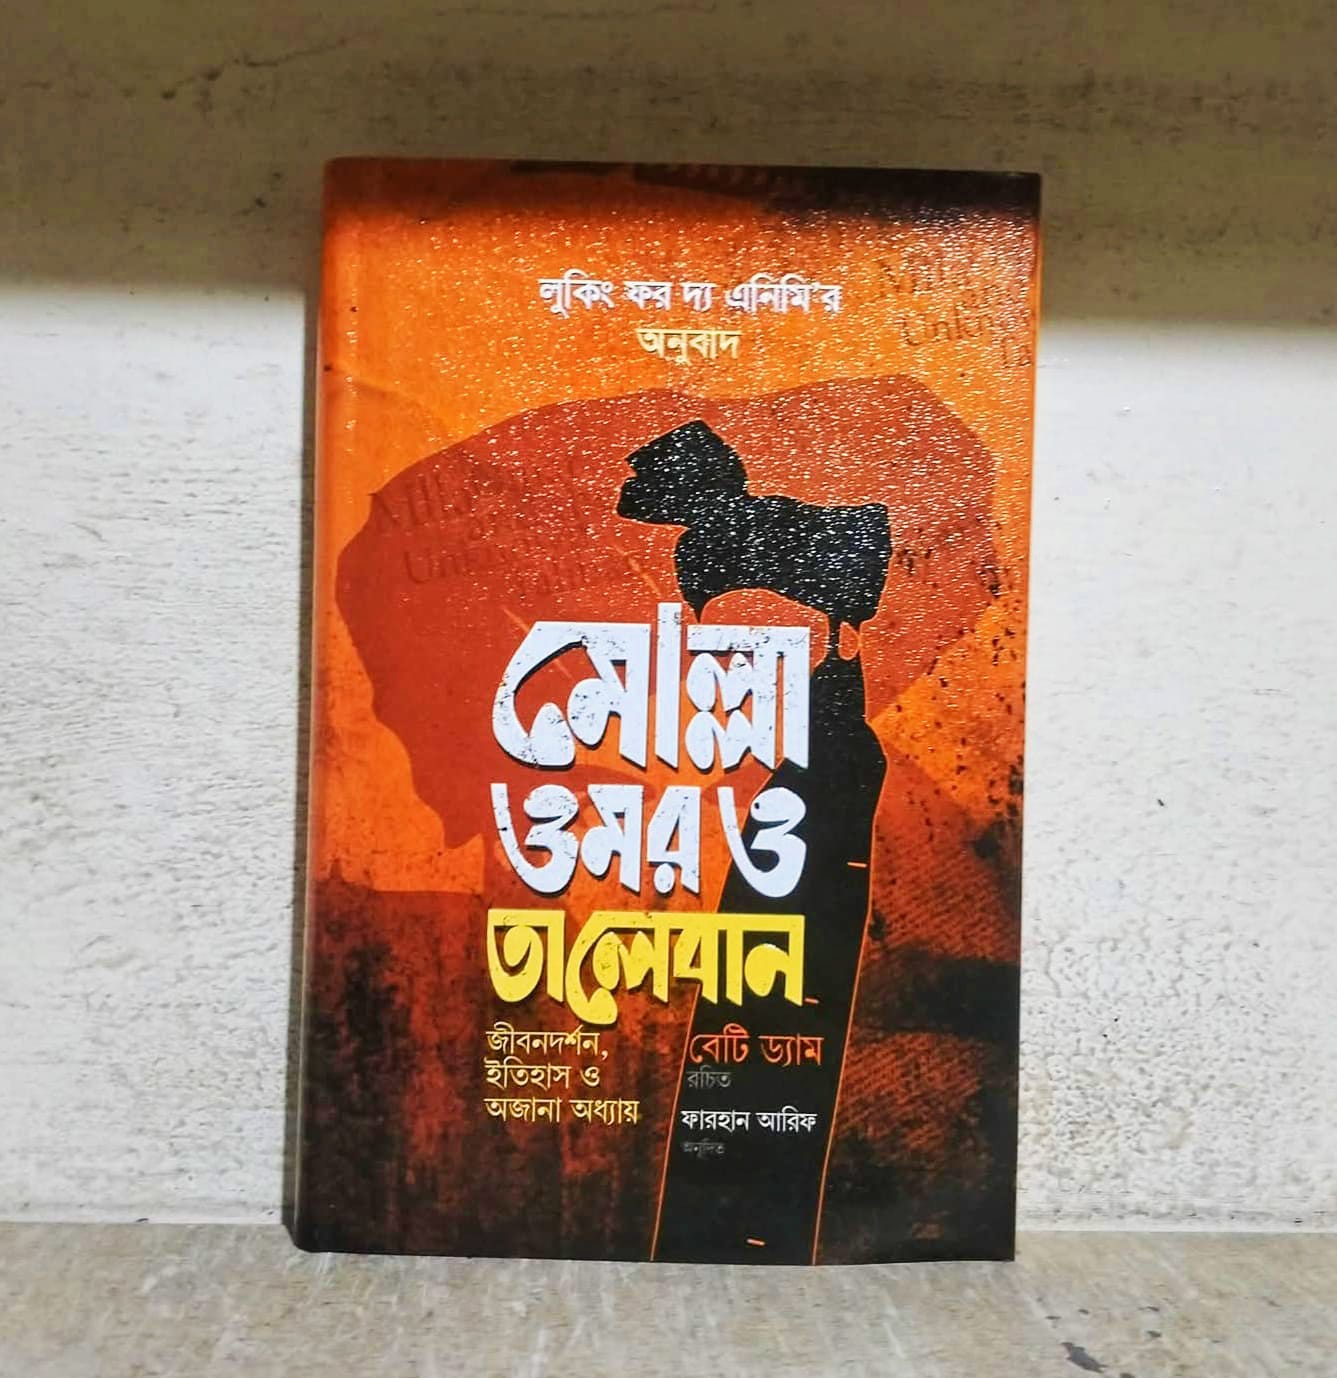 লুকিং ফর দ্য এনিমি'র
অনুবাদ
মোল্লা
ওমর ও
তালেবান
জীবনদর্শন,
ইতিহাস ও
অজানা অধ্যায়
বেটি ড্যাম
রচিত
ফারহান আরিফ
অনূদিত